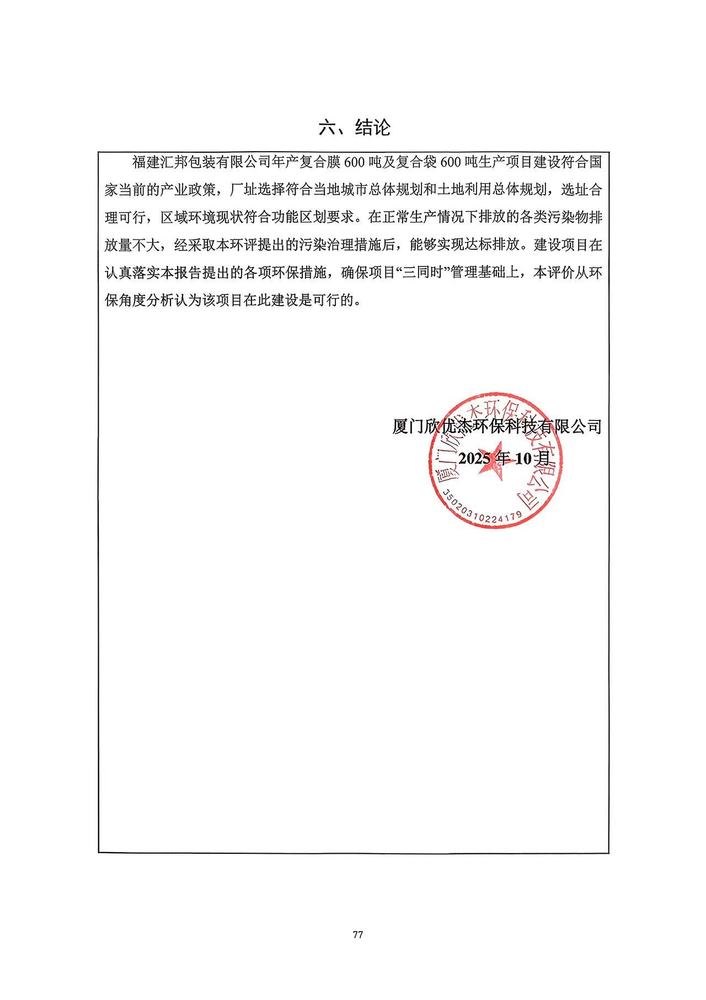 六、结论
福建汇邦包装有限公司年产复合膜 600 吨及复合袋 600 吨生产项目建设符合国
家当前的产业政策，厂址选择符合当地城市总体规划和土地利用总体规划，选址合
理可行，区域环境现状符合功能区划要求。在正常生产情况下排放的各类污染物排
放量不大，经采取本环评提出的污染治理措施后，能够实现达标排放。建设项目在
认真落实本报告提出的各项环保措施，确保项目“三同时”管理基础上，本评价从环
保角度分析认为该项目在此建设是可行的。
厦门欣优杰环保科技有限公司
2025 年 10 月
厦门欣优杰环保科技有限公司
35020310224179
77